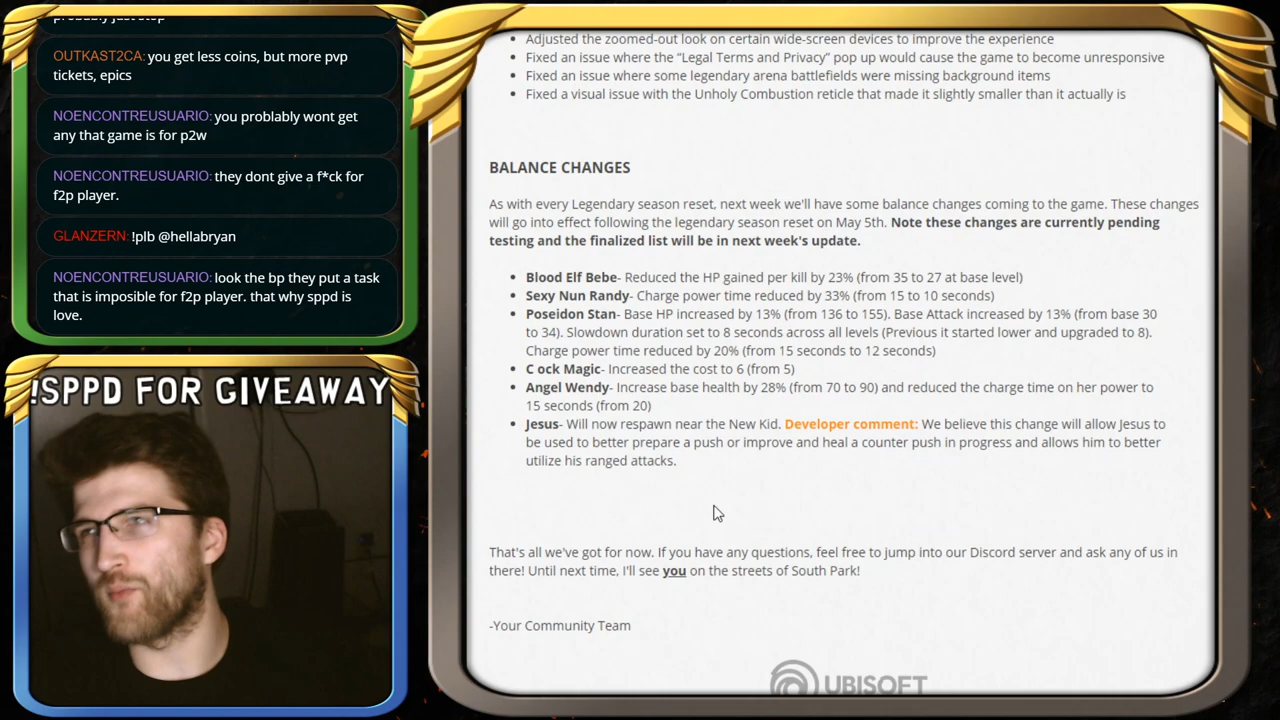 probably just stop
OUTKAST2CA: you get less coins, but more pvp
tickets, epics
NOENCONTREUSUARIO: you problably wont get
any that game is for p2w
NOENCONTREUSUARIO: they dont give a f*ck for
f2p player.
GLANZERN: !plb @hellabryan
NOENCONTREUSUARIO: look the bp they put a task
that is imposible for f2p player. that why sppd is
love.
!SPPD FOR GIVEAWAY
Adjusted the zoomed-out look on certain wide-screen devices to improve the experience
Fixed an issue where the “Legal Terms and Privacy” pop up would cause the game to become unresponsive
Fixed an issue where some legendary arena battlefields were missing background items
Fixed a visual issue with the Unholy Combustion reticle that made it slightly smaller than it actually is
BALANCE CHANGES
As with every Legendary season reset, next week we'll have some balance changes coming to the game. These changes
will go into effect following the legendary season reset on May 5th. Note these changes are currently pending
testing and the finalized list will be in next week's update.
Blood Elf Bebe- Reduced the HP gained per kill by 23% (from 35 to 27 at base level)
Sexy Nun Randy- Charge power time reduced by 33% (from 15 to 10 seconds)
Poseidon Stan- Base HP increased by 13% (from 136 to 155). Base Attack increased by 13% (from base 30
to 34). Slowdown duration set to 8 seconds across all levels (Previous it started lower and upgraded to 8).
Charge power time reduced by 20% (from 15 seconds to 12 seconds)
C ock Magic- Increased the cost to 6 (from 5)
Angel Wendy- Increase base health by 28% (from 70 to 90) and reduced the charge time on her power to
15 seconds (from 20)
Jesus- Will now respawn near the New Kid. Developer comment: We believe this change will allow Jesus to
be used to better prepare a push or improve and heal a counter push in progress and allows him to better
utilize his ranged attacks.
That's all we've got for now. If you have any questions, feel free to jump into our Discord server and ask any of us in
there! Until next time, I'll see you on the streets of South Park!
-Your Community Team
UBISOFT